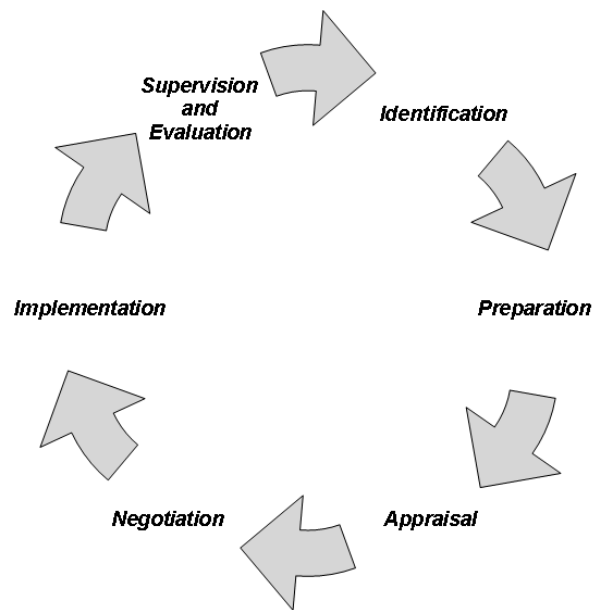 Supervision
and
Evaluation
Identification
Preparation
Appraisal
Negotiation
Implementation